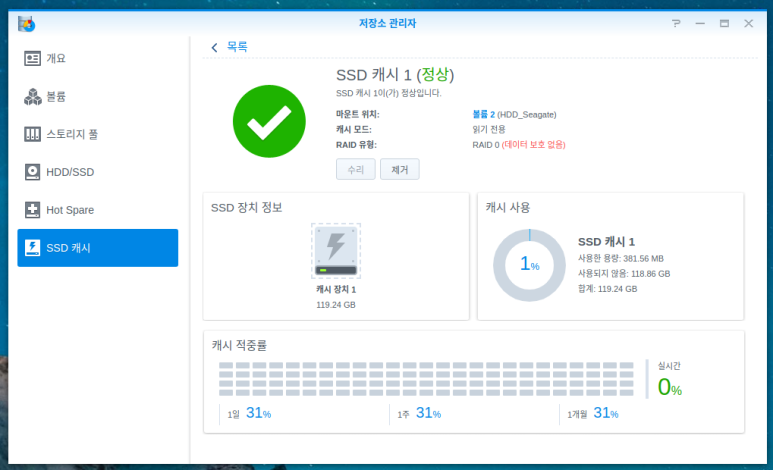 저장소 관리자
개요
볼륨
스토리지 풀
HDD/SSD
Hot Spare
SSD 캐시
목록
SSD 캐시 1 (정상)
SSD 캐시 1이(가) 정상입니다.
마운트 위치: 볼륨 2 (HDD_Seagate)
캐시 모드: 읽기 전용
RAID 유형: RAID 0 (데이터 보호 없음)
수리 제거
SSD 장치 정보
캐시 장치 1
119.24 GB
캐시 사용
1%
SSD 캐시 1
사용한 용량: 381.56 MB
사용되지 않음: 118.86 GB
합계: 119.24 GB
캐시 적중률
실시간
0%
1일 31%
1주 31%
1개월 31%